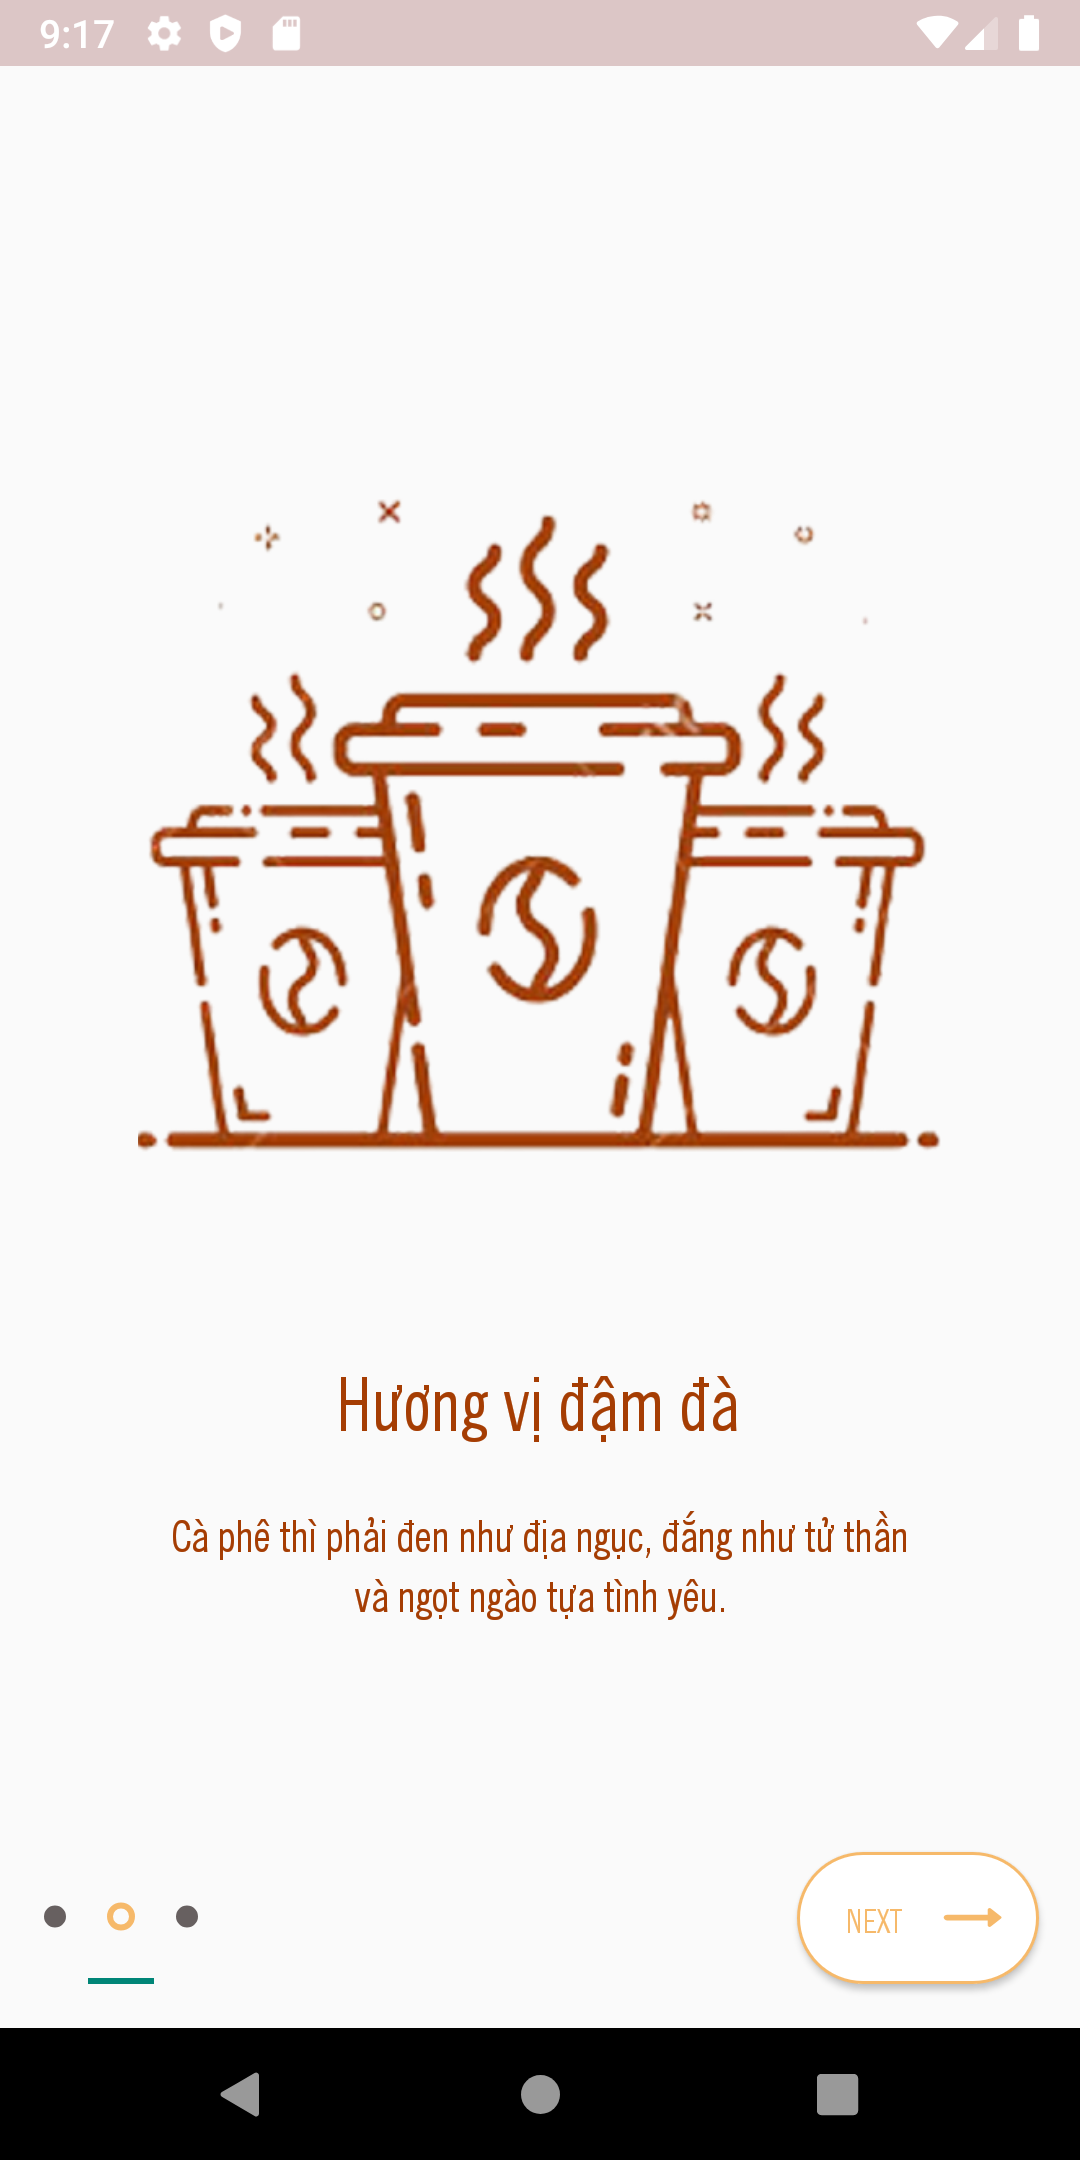 9:17
Hương vị đậm đà
Cà phê thì phải đen như địa ngục, đắng như tử thần
và ngọt ngào tựa tình yêu.
NEXT